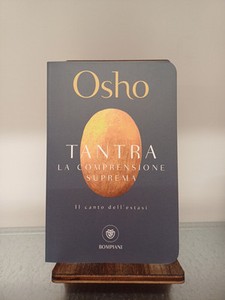 Osho
TANTRA
LA COMPRENSIONE
SUPREMA
Il canto dell'estasi
BOMPIANI